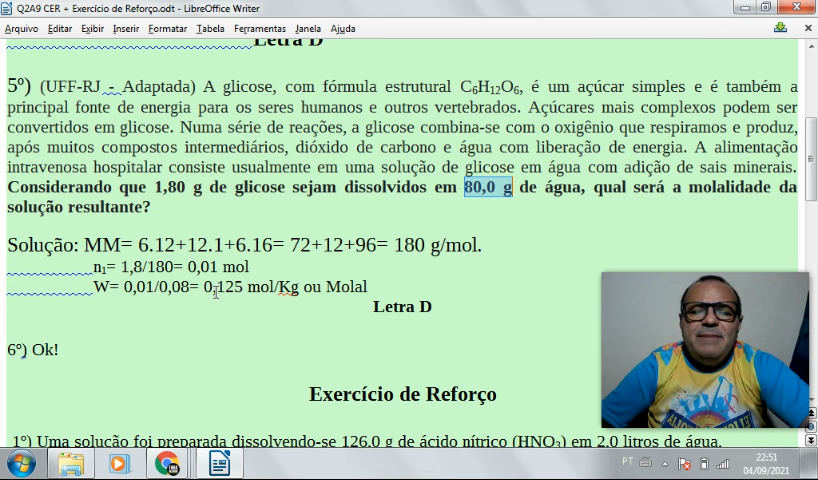 Q2A9 CER + Exercício de Reforço.odt - LibreOffice Writer
Arquivo Editar Exibir Inserir Formatar Tabela Ferramentas Janela Ajuda
Letra D
5º) (UFF-RJ - Adaptada) A glicose, com fórmula estrutural C₆H₁₂O₆, é um açúcar simples e é também a
principal fonte de energia para os seres humanos e outros vertebrados. Açúcares mais complexos podem ser
convertidos em glicose. Numa série de reações, a glicose combina-se com o oxigênio que respiramos e produz,
após muitos compostos intermediários, dióxido de carbono e água com liberação de energia. A alimentação
intravenosa hospitalar consiste usualmente em uma solução de glicose em água com adição de sais minerais.
Considerando que 1,80 g de glicose sejam dissolvidos em 80,0 g de água, qual será a molalidade da
solução resultante?
Solução: MM= 6.12+12.1+6.16= 72+12+96= 180 g/mol.
n₁= 1,8/180= 0,01 mol
W= 0,01/0,08= 0,125 mol/Kg ou Molal
Letra D
6º) Ok!
Exercício de Reforço
1º) Uma solução foi preparada dissolvendo-se 126,0 g de ácido nítrico (HNO₃) em 2,0 litros de água,
PT
22:51
04/09/2021